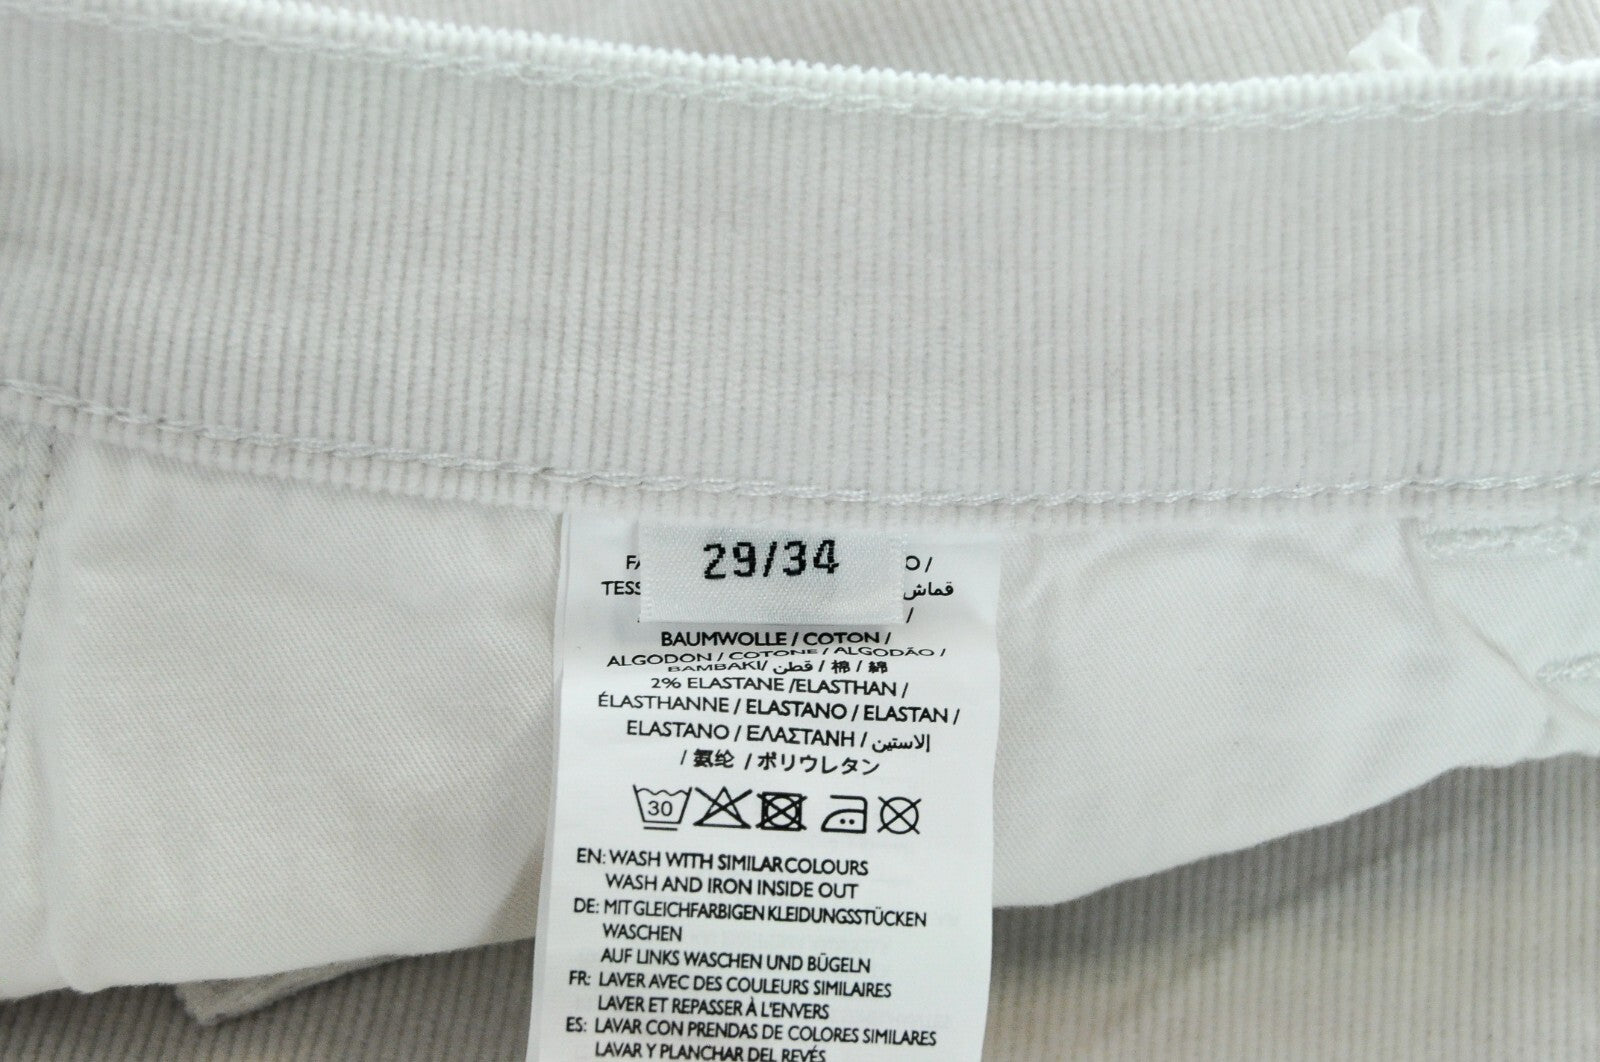 29/34
O /
TESS
قماش
/
BAUMWOLLE / COTON /
ALGODON / COTONE / ALGODÃO /
BAMBAKI/ قطن / 棉 / 綿
2% ELASTANE /ELASTHAN /
ÉLASTHANNE / ELASTANO / ELASTAN /
ELASTANO / ΕΛΑΣΤΑΝΗ / الاستين
/ 氨纶 / ポリウレタン
30
EN: WASH WITH SIMILAR COLOURS
WASH AND IRON INSIDE OUT
DE: MIT GLEICHFARBIGEN KLEIDUNGSSTÜCKEN
WASCHEN
AUF LINKS WASCHEN UND BÜGELN
FR: LAVER AVEC DES COULEURS SIMILAIRES
LAVER ET REPASSER À L'ENVERS
ES: LAVAR CON PRENDAS DE COLORES SIMILARES
LAVAR Y PLANCHAR DEL REVÉS